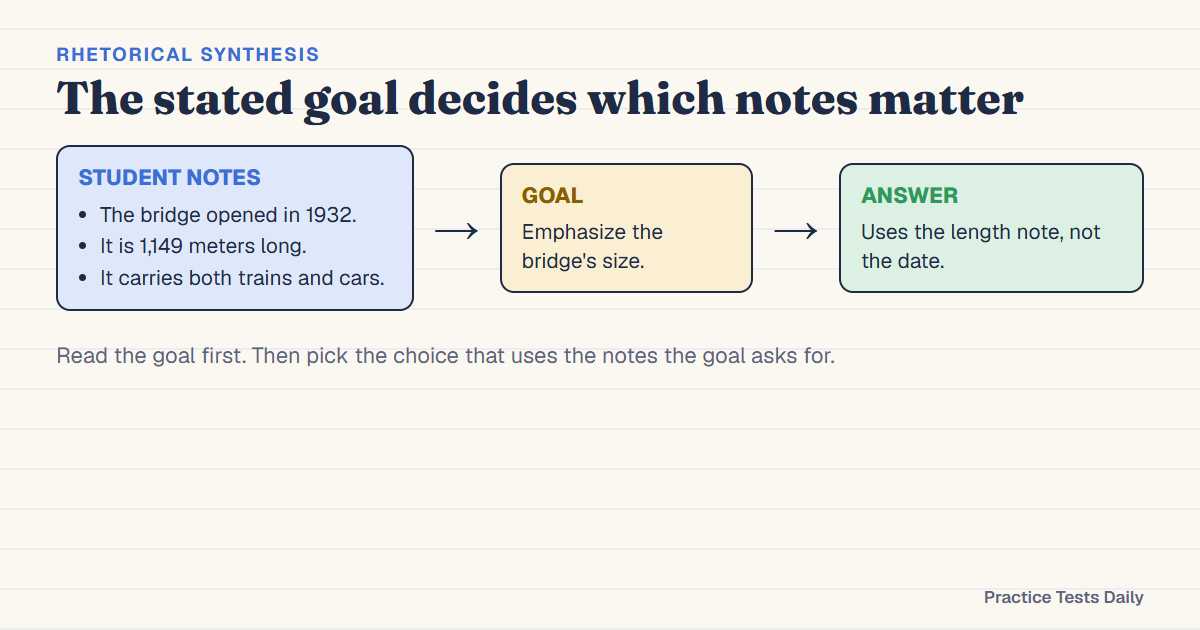 RHETORICAL SYNTHESIS
The stated goal decides which notes matter
STUDENT NOTES
• The bridge opened in 1932.
• It is 1,149 meters long.
• It carries both trains and cars.
→
GOAL
Emphasize the
bridge's size.
→
ANSWER
Uses the length note, not
the date.
Read the goal first. Then pick the choice that uses the notes the goal asks for.
Practice Tests Daily